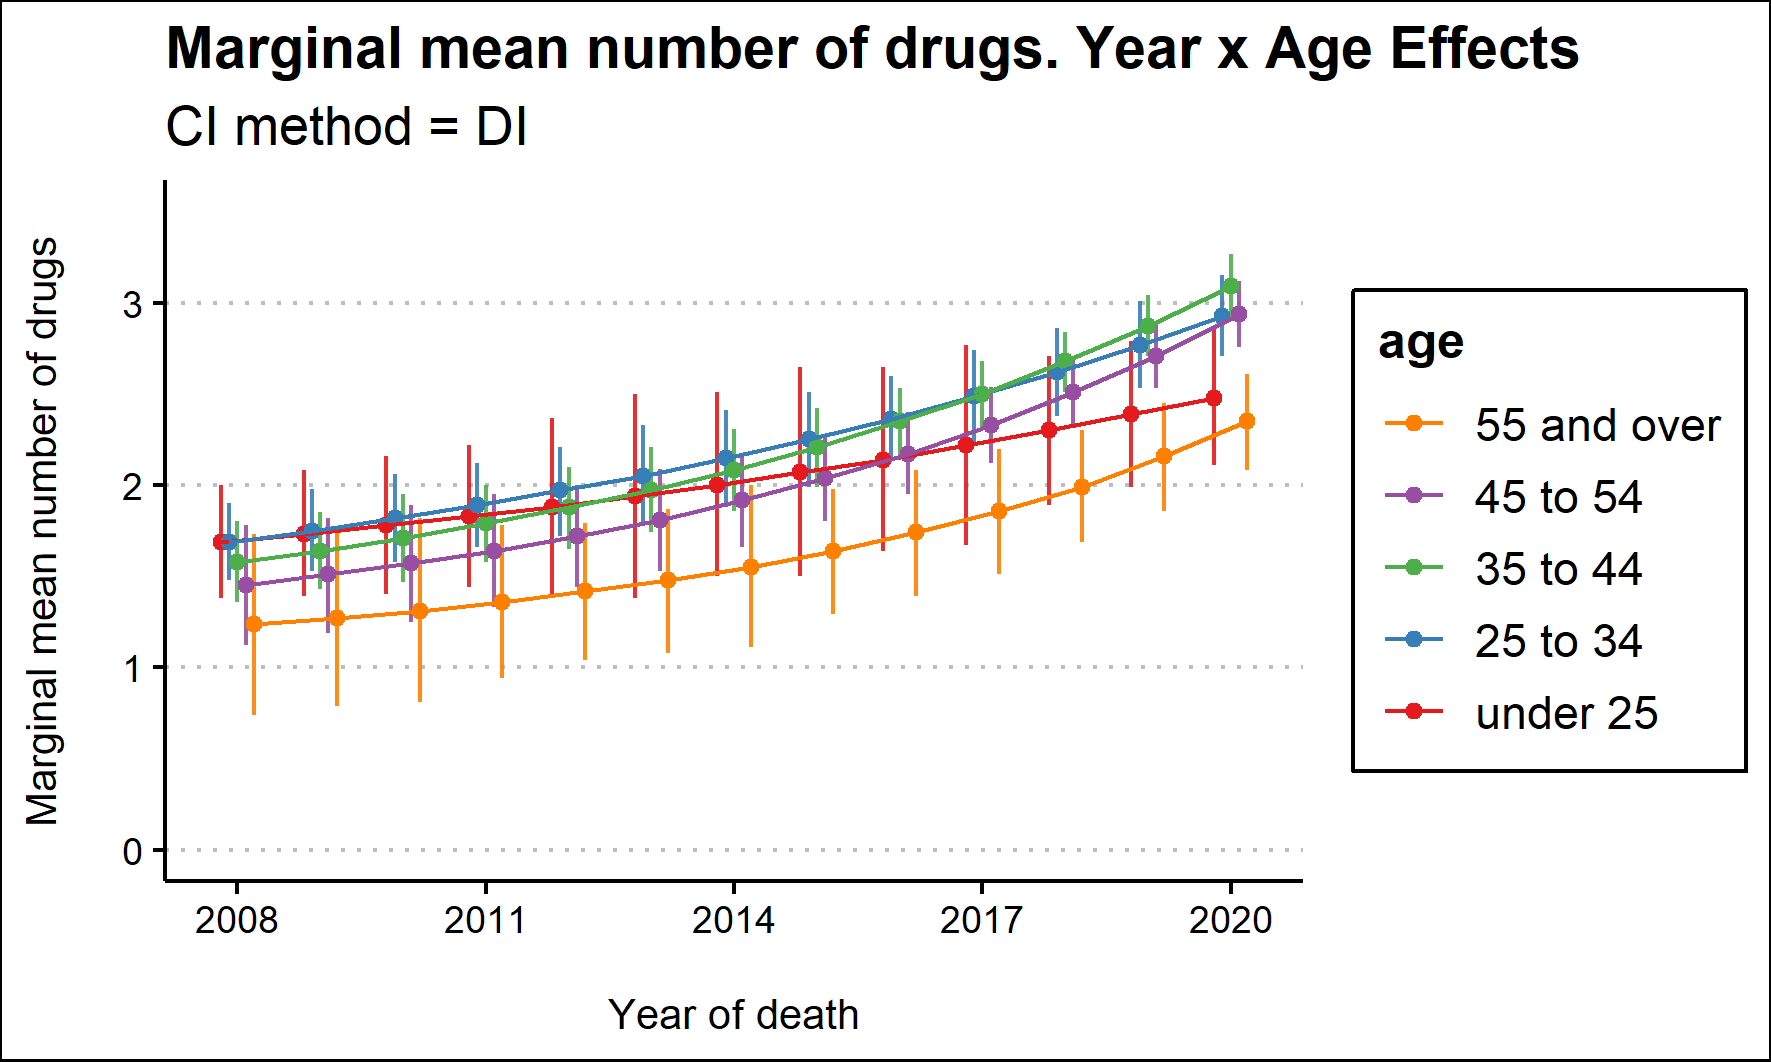 Marginal mean number of drugs. Year x Age Effects
CI method = DI
Marginal mean number of drugs
3
2
1
0
2008 2011 2014 2017 2020
Year of death
age
55 and over
45 to 54
35 to 44
25 to 34
under 25